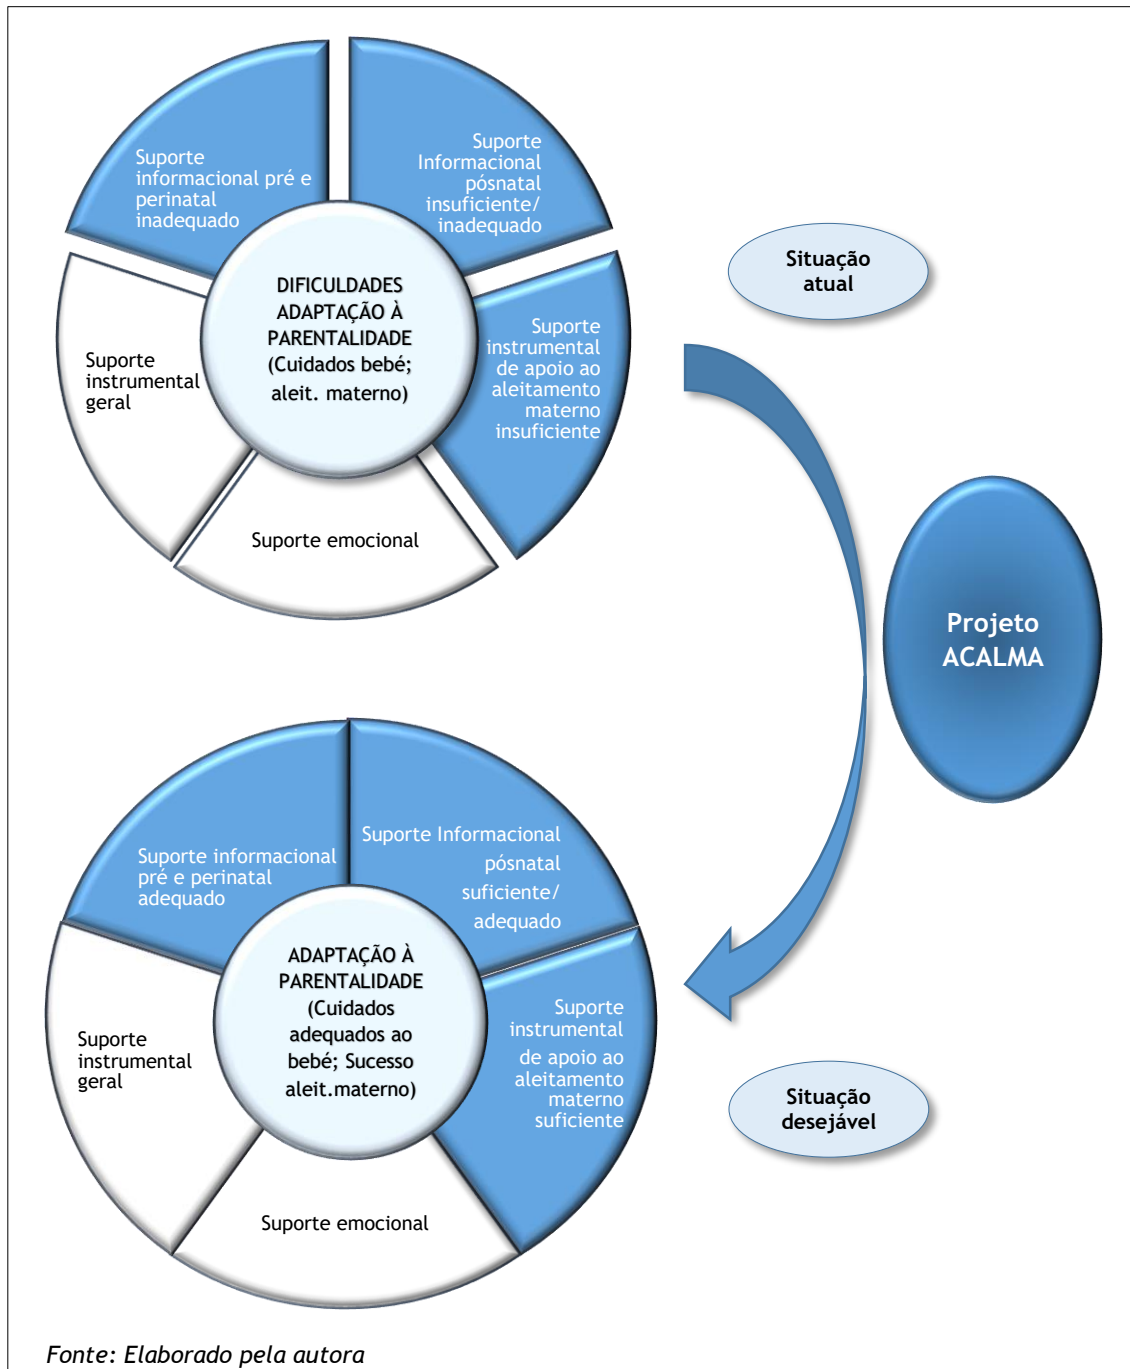 Suporte
informacional pré e
perinatal
inadequado
Suporte
Informacional
pósnatal
insuficiente/
inadequado
Situação
atual
DIFICULDADES
ADAPTAÇÃO À
PARENTALIDADE
(Cuidados bebé;
aleit. materno)
Suporte
instrumental
de apoio ao
aleitamento
materno
insuficiente
Suporte
instrumental
geral
Suporte emocional
Projeto
ACALMA
Suporte informacional
pré e perinatal
adequado
Suporte Informacional
pósnatal
suficiente/
adequado
ADAPTAÇÃO À
PARENTALIDADE
(Cuidados
adequados ao
bebé; Sucesso
aleit.materno)
Suporte
instrumental
de apoio ao
aleitamento
materno
suficiente
Suporte
instrumental
geral
Situação
desejável
Suporte emocional
Fonte: Elaborado pela autora